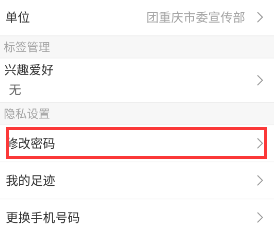 单位 团重庆市委宣传部
标签管理
兴趣爱好
无
隐私设置
修改密码
我的足迹
更换手机号码